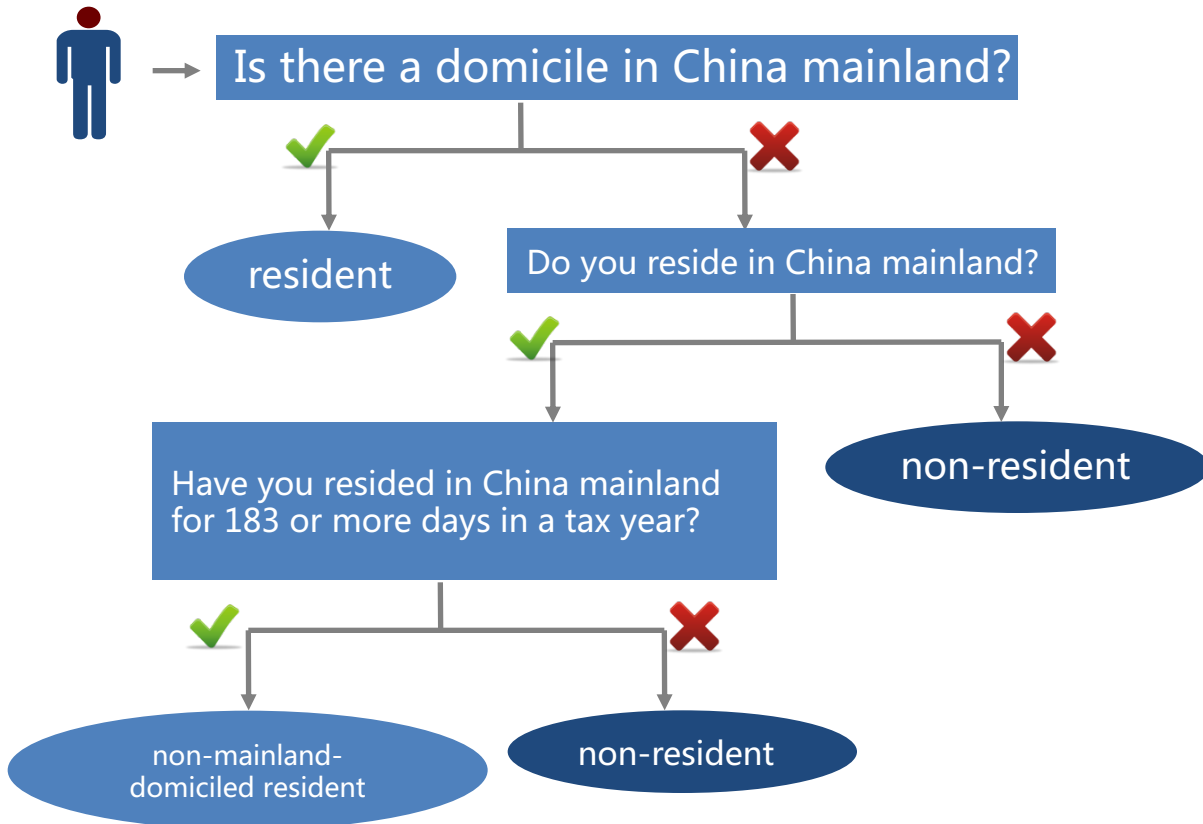 Is there a domicile in China mainland?
resident
Do you reside in China mainland?
non-resident
Have you resided in China mainland
for 183 or more days in a tax year?
non-mainland-
domiciled resident
non-resident